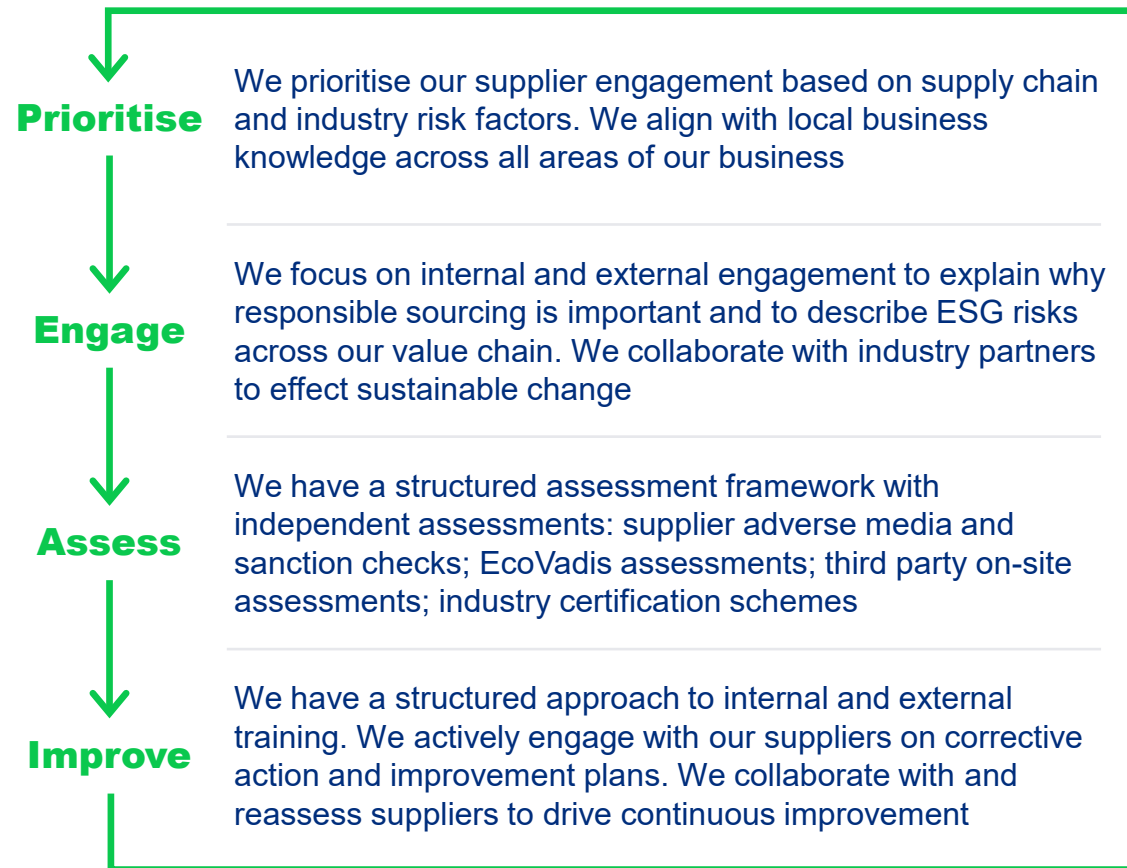 Prioritise
We prioritise our supplier engagement based on supply chain
and industry risk factors. We align with local business
knowledge across all areas of our business
Engage
We focus on internal and external engagement to explain why
responsible sourcing is important and to describe ESG risks
across our value chain. We collaborate with industry partners
to effect sustainable change
Assess
We have a structured assessment framework with
independent assessments: supplier adverse media and
sanction checks; EcoVadis assessments; third party on-site
assessments; industry certification schemes
Improve
We have a structured approach to internal and external
training. We actively engage with our suppliers on corrective
action and improvement plans. We collaborate with and
reassess suppliers to drive continuous improvement